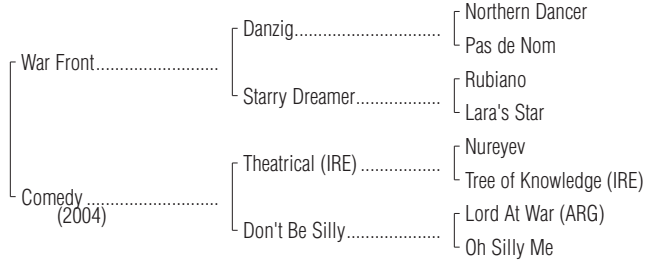 Northern Dancer
Danzig
Pas de Nom
War Front
Rubiano
Starry Dreamer
Lara's Star
Nureyev
Theatrical (IRE)
Tree of Knowledge (IRE)
Comedy
(2004)
Lord At War (ARG)
Don't Be Silly
Oh Silly Me